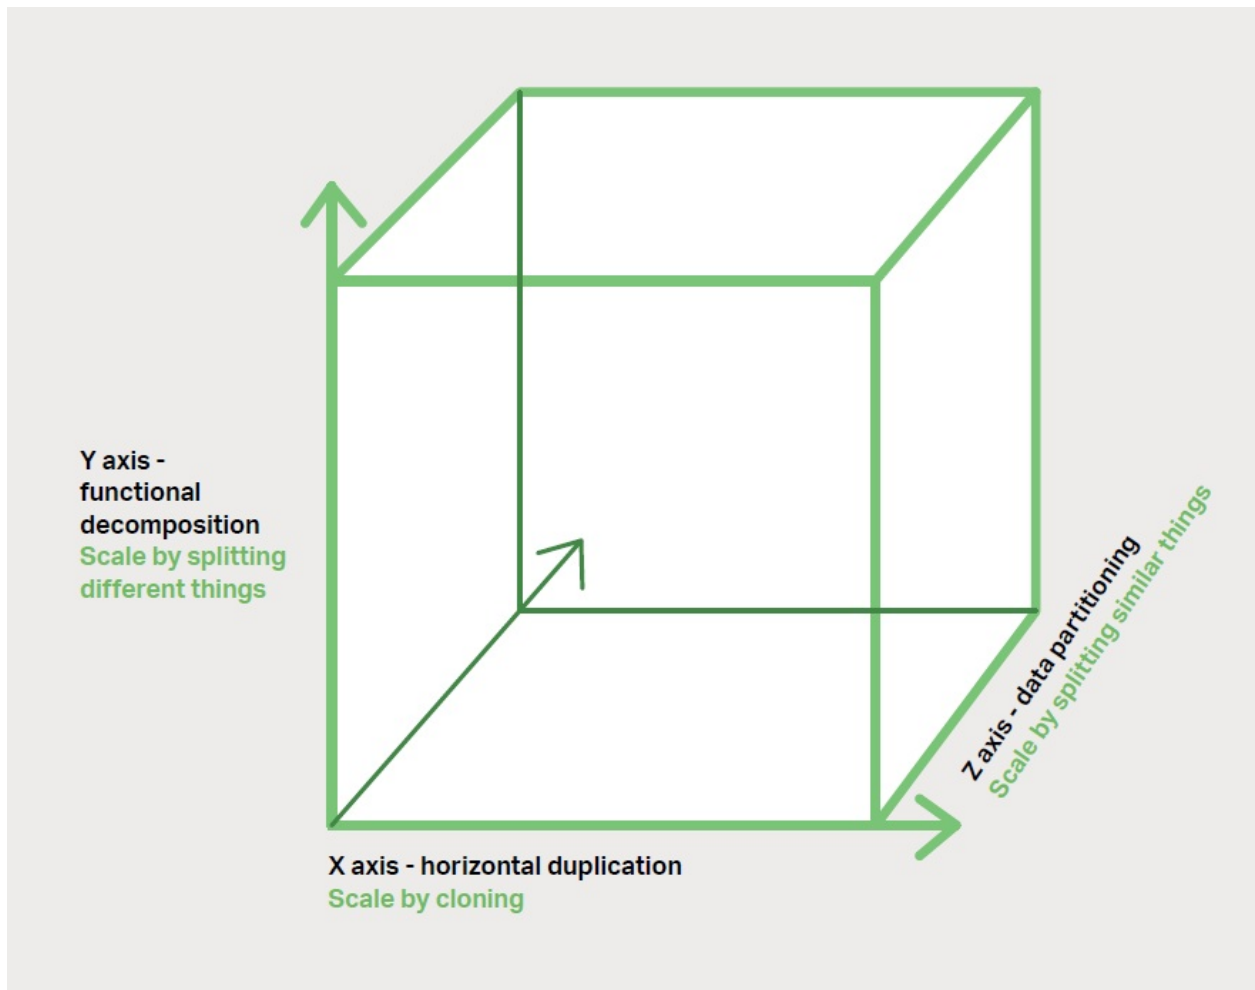 Y axis -
functional
decomposition
Scale by splitting
different things
Z axis - data partitioning
Scale by splitting similar things
X axis - horizontal duplication
Scale by cloning